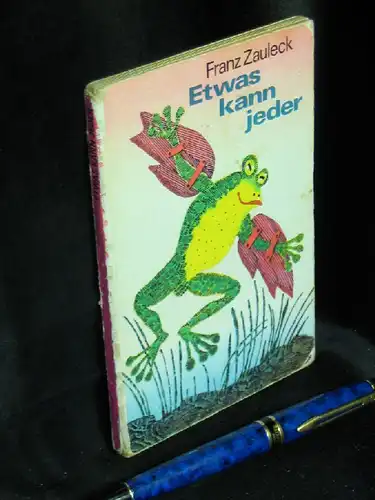 Franz Zauleck
Etwas
kann
jeder